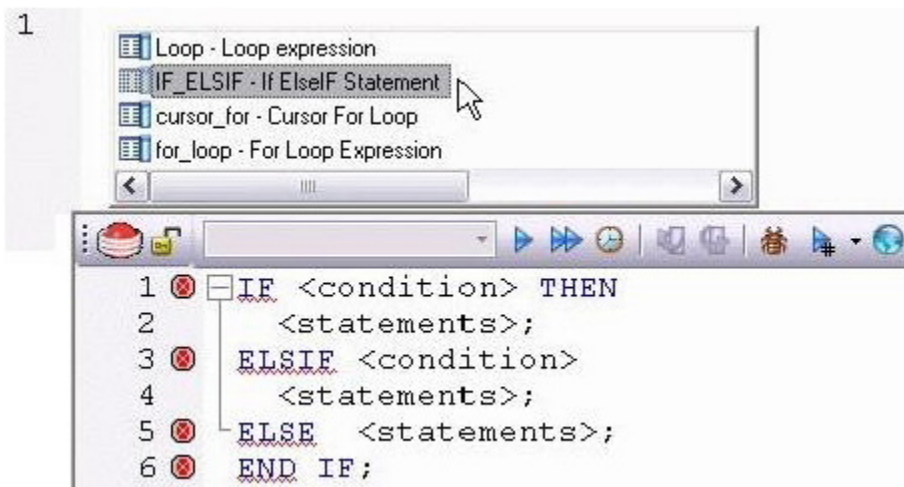 1
Loop - Loop expression
IF_ELSIF - If ElseIF Statement
cursor_for - Cursor For Loop
for_loop - For Loop Expression
1 IF <condition> THEN
2 <statements>;
3 ELSIF <condition>
4 <statements>;
5 ELSE <statements>;
6 END IF;